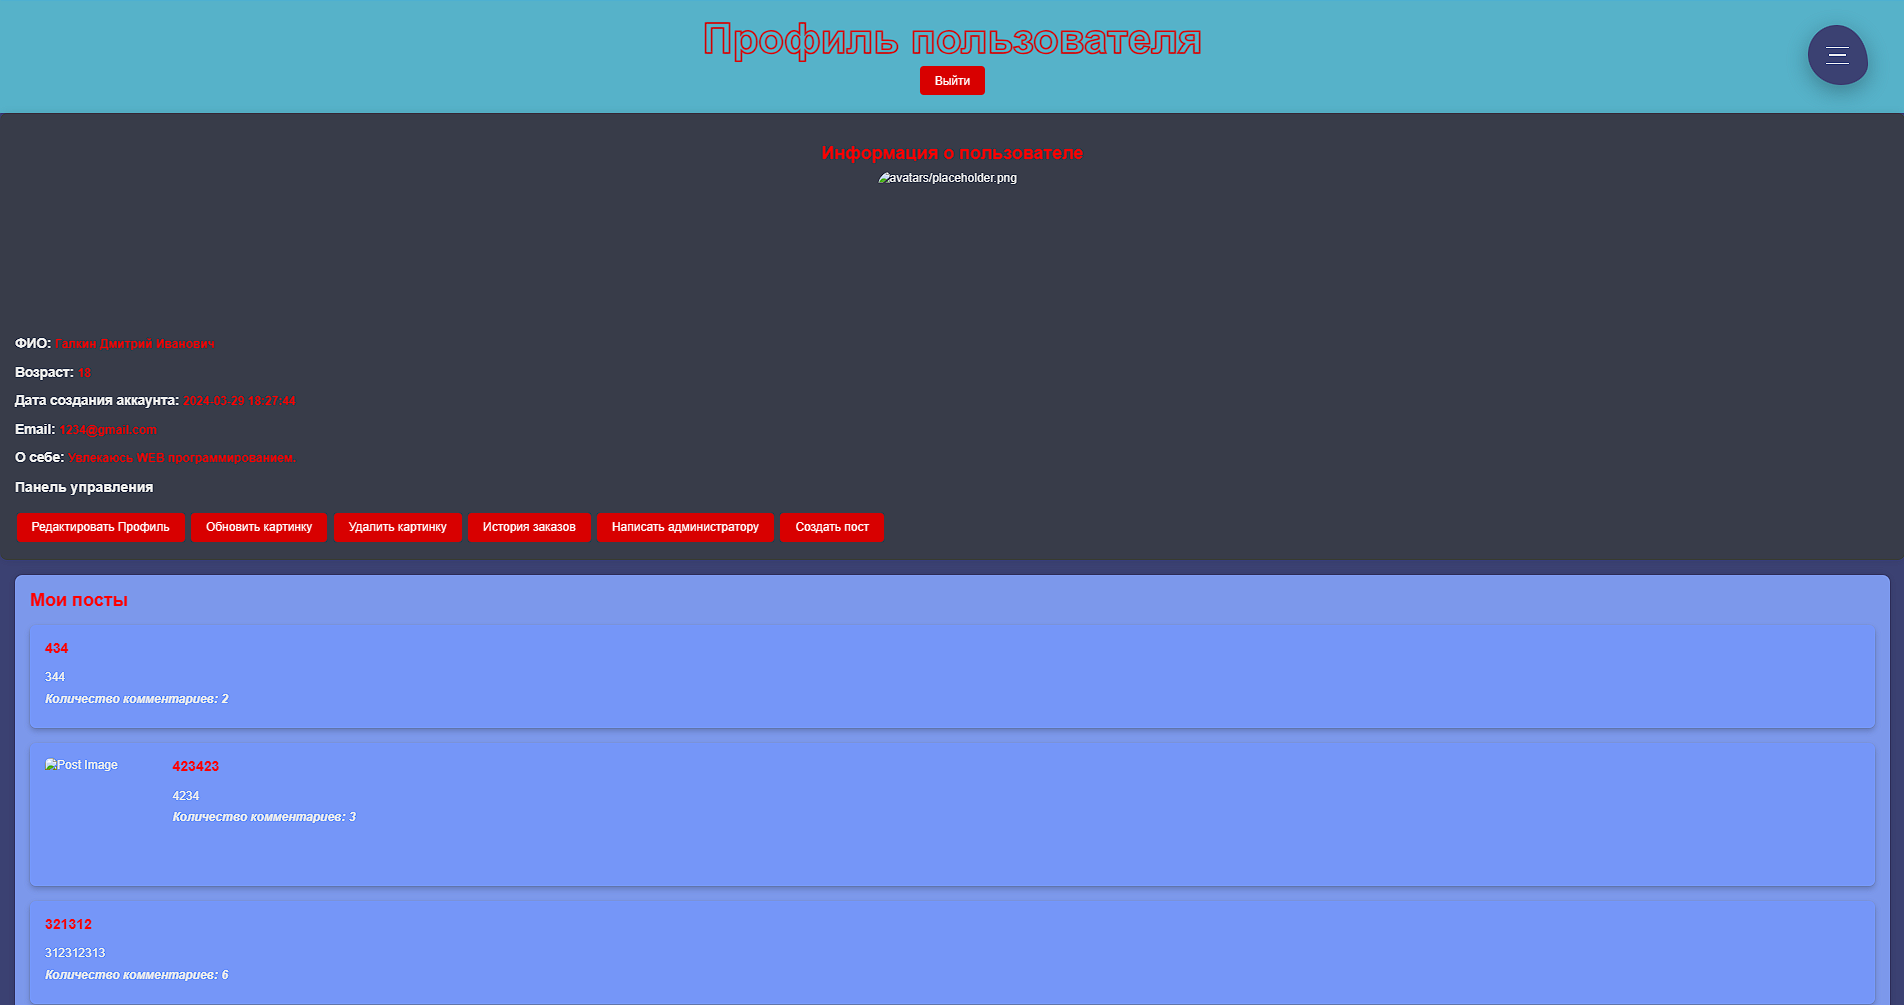 Профиль пользователя
Выйти
Информация о пользователе
avatars/placeholder.png
ФИО: Галкин Дмитрий Иванович
Возраст: 18
Дата создания аккаунта: 2024-03-29 18:27:44
Email: 1234@gmail.com
О себе: Увлекаюсь WEB программированием.
Панель управления
Редактировать Профиль Обновить картинку Удалить картинку История заказов Написать администратору Создать пост
Мои посты
434
344
Количество комментариев: 2
Post Image
423423
4234
Количество комментариев: 3
321312
312312313
Количество комментариев: 6